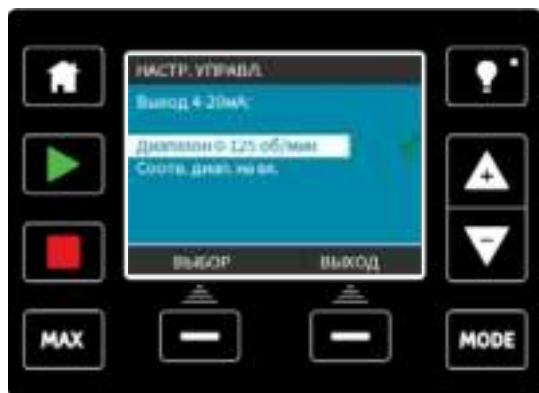 НАСТР. УПРАВЛ.
Выход 4-20мА:
Диапазон 0-125 об/мин
Соотв. диап. на вх.
ВЫБОР ВЫХОД
MAX
MODE